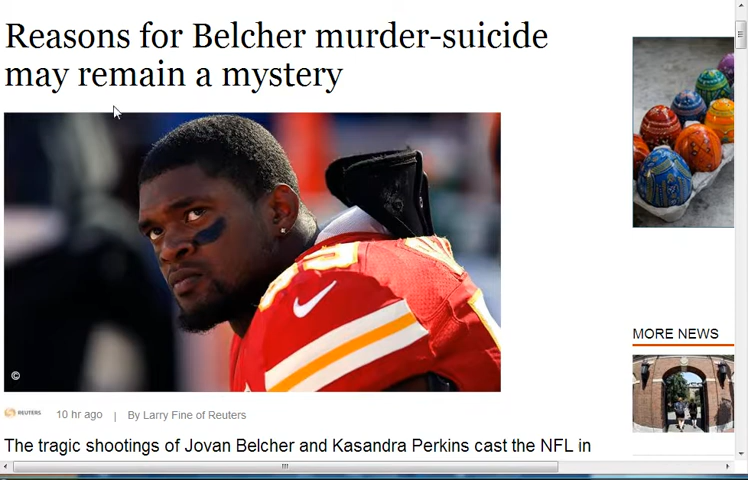 Reasons for Belcher murder-suicide
may remain a mystery
©
REUTERS 10 hr ago | By Larry Fine of Reuters
The tragic shootings of Jovan Belcher and Kasandra Perkins cast the NFL in
MORE NEWS